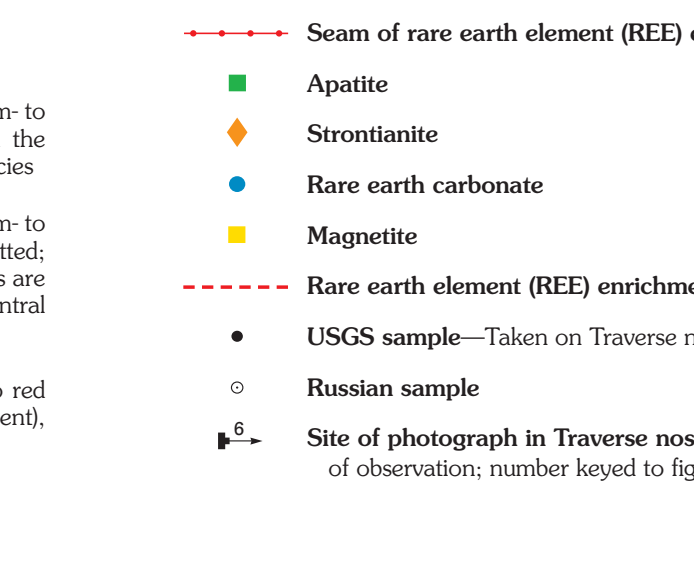 m- to
the
cies
m- to
tted;
s are
ntral
red
ent),
Seam of rare earth element (REE)
Apatite
Strontianite
Rare earth carbonate
Magnetite
Rare earth element (REE) enrichme
USGS sample—Taken on Traverse n
Russian sample
6
Site of photograph in Traverse nos
of observation; number keyed to fig